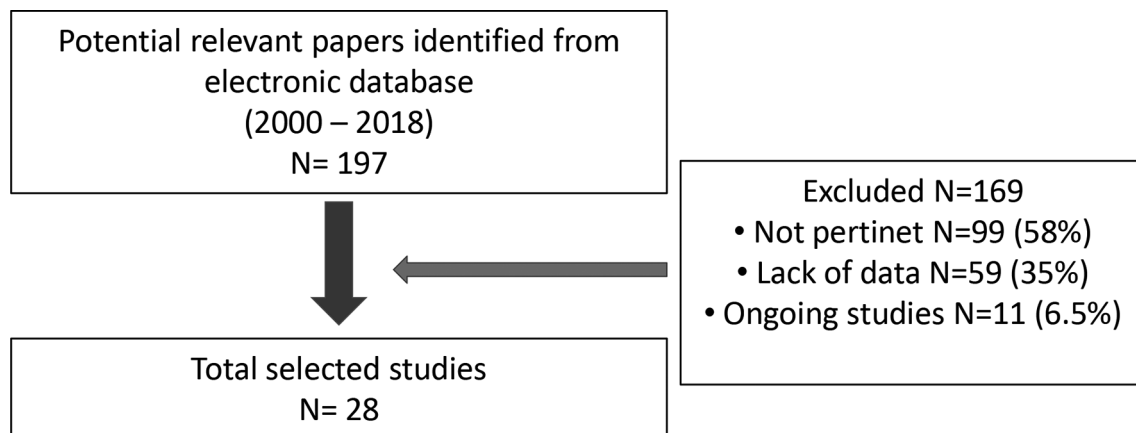 Potential relevant papers identified from
electronic database
(2000 – 2018)
N= 197
Excluded N=169
• Not pertinet N=99 (58%)
• Lack of data N=59 (35%)
• Ongoing studies N=11 (6.5%)
Total selected studies
N= 28